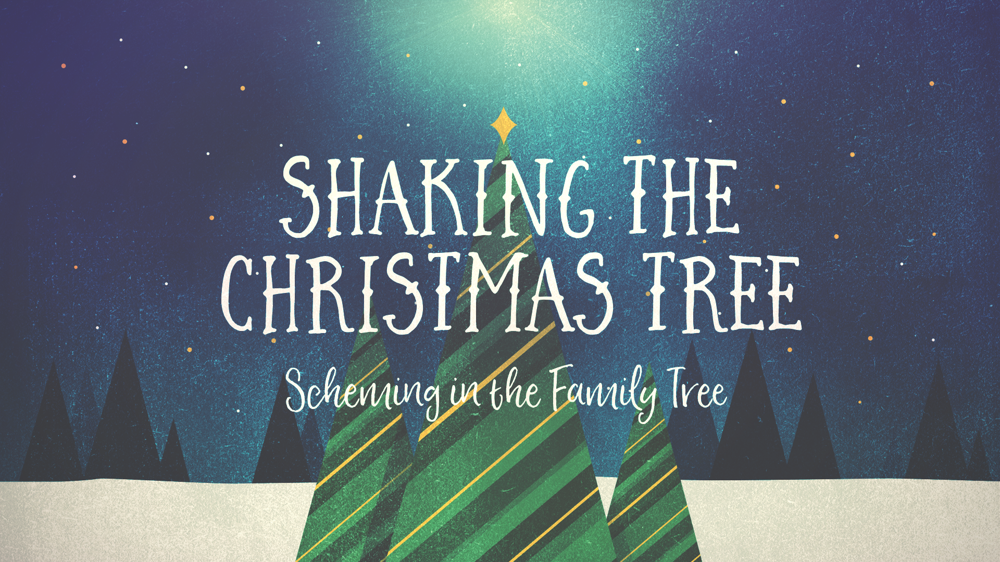 SHAKING THE
CHRISTMAS TREE
Scheming in the Family Tree